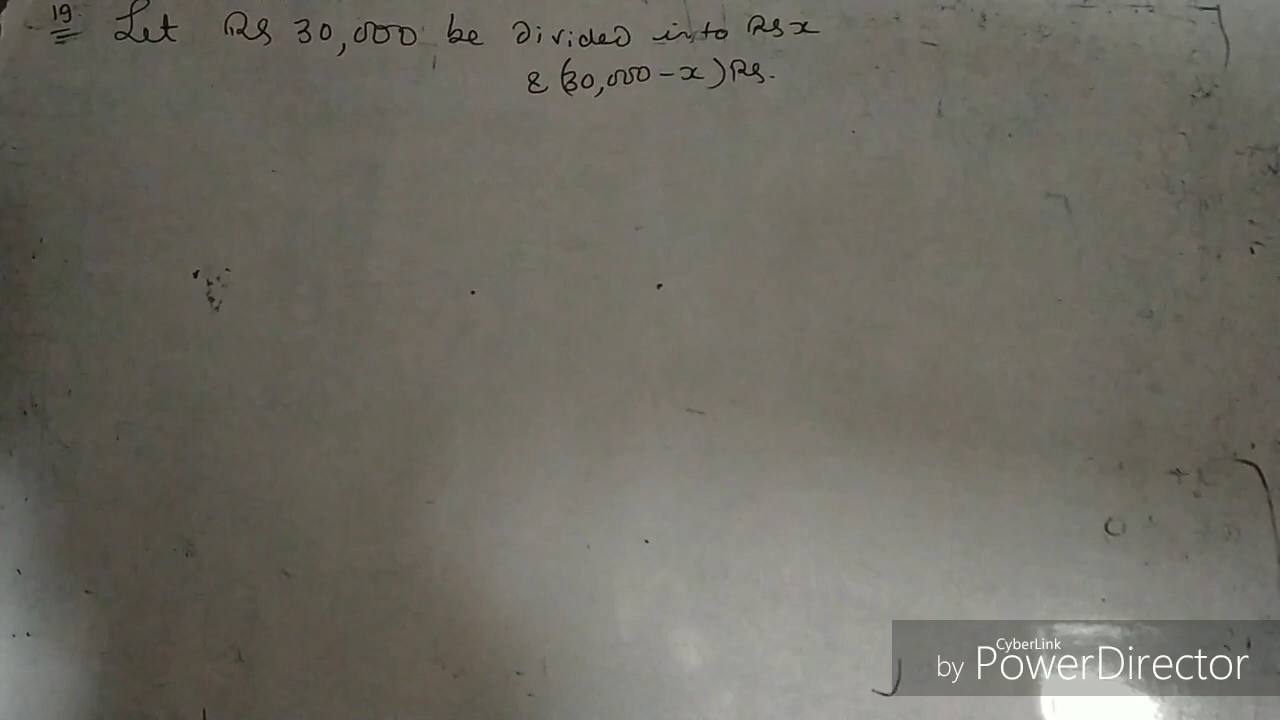 19. Let Rs 30,000 be divided into Rs x
& (30,000 - x) Rs.
CyberLink
by PowerDirector